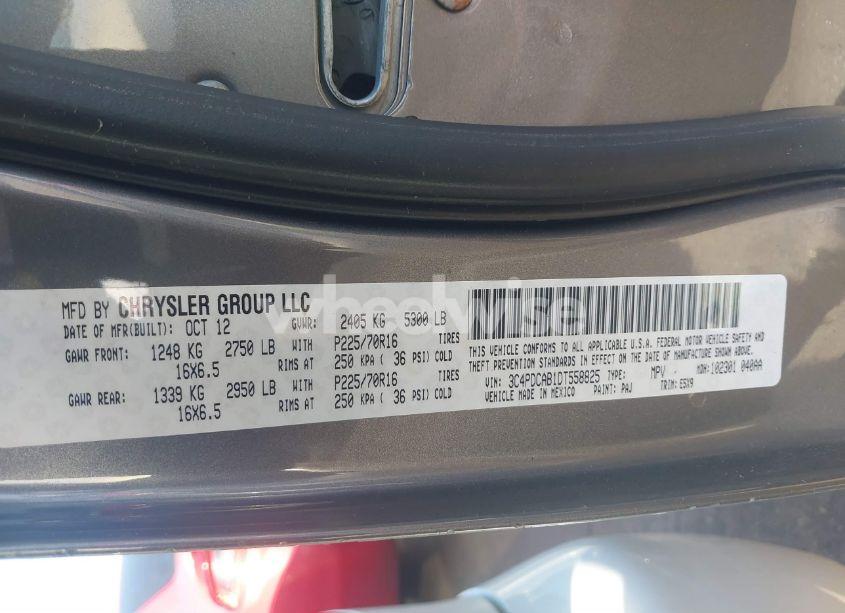 MFD BY CHRYSLER GROUP LLC
DATE OF MFR(BUILT): OCT 12 GVWR: 2405 KG 5300 LB
GAWR FRONT: 1248 KG 2750 LB WITH P225/70R16 TIRES
16X6.5 RIMS AT 250 KPA ( 36 PSI) COLD
GAWR REAR: 1339 KG 2950 LB WITH P225/70R16 TIRES
16X6.5 RIMS AT 250 KPA ( 36 PSI) COLD
THIS VEHICLE CONFORMS TO ALL APPLICABLE U.S.A. FEDERAL MOTOR VEHICLE SAFETY AND
THEFT PREVENTION STANDARDS IN EFFECT ON THE DATE OF MANUFACTURE SHOWN ABOVE.
VIN: 3C4PDCAB1DT558825 TYPE: MPV MDH: 102301 040AA
VEHICLE MADE IN MEXICO PAINT: PAJ TRIM: E5X9
wheelwise